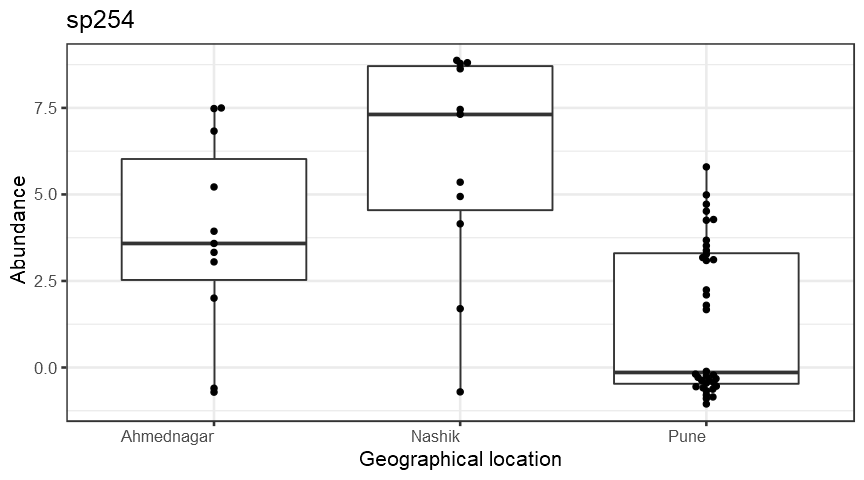 sp254
Abundance
7.5
5.0
2.5
0.0
Ahmednagar
Nashik
Pune
Geographical location